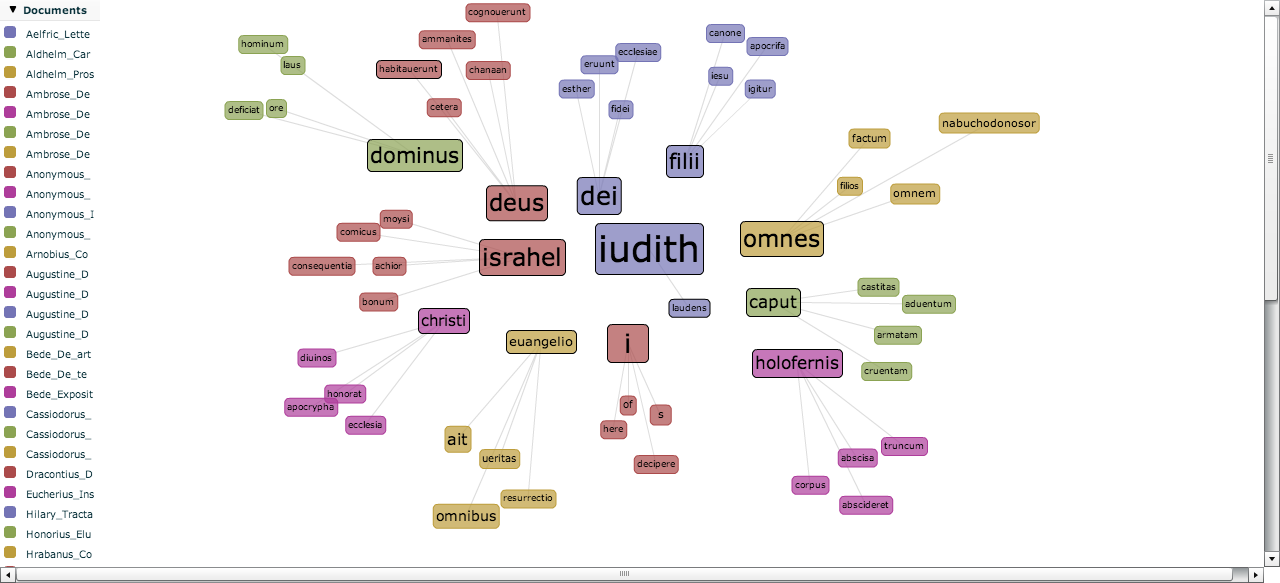 Documents
Aelfric_Lette
Aldhelm_Car
Aldhelm_Pros
Ambrose_De
Ambrose_De
Ambrose_De
Ambrose_De
Anonymous_
Anonymous_
Anonymous_I
Anonymous_
Arnobius_Co
Augustine_D
Augustine_D
Augustine_D
Augustine_D
Bede_De_art
Bede_De_te
Bede_Exposit
Cassiodorus_
Cassiodorus_
Cassiodorus_
Dracontius_D
Eucherius_Ins
Hilary_Tracta
Honorius_Elu
Hrabanus_Co
hominum
laus
deficiat
ore
dominus
cognouerunt
ammanites
habitauerunt
chanaan
cetera
deus
ecclesiae
eruunt
esther
fidei
dei
canone
apocrifa
iesu
igitur
filii
nabuchodonosor
factum
filios
omnem
omnes
moysi
comicus
consequentia
achior
bonum
israhel
iudith
laudens
caput
castitas
aduentum
armatam
cruentam
christi
diuinos
honorat
apocrypha
ecclesia
euangelio
ait
ueritas
resurrectio
omnibus
i
of
s
here
decipere
holofernis
truncum
abscisa
corpus
abscideret